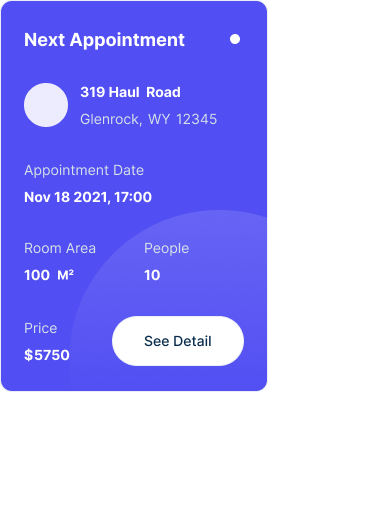 Next Appointment
319 Haul Road
Glenrock, WY 12345
Appointment Date
Nov 18 2021, 17:00
Room Area
People
100 M²
10
Price
$5750
See Detail